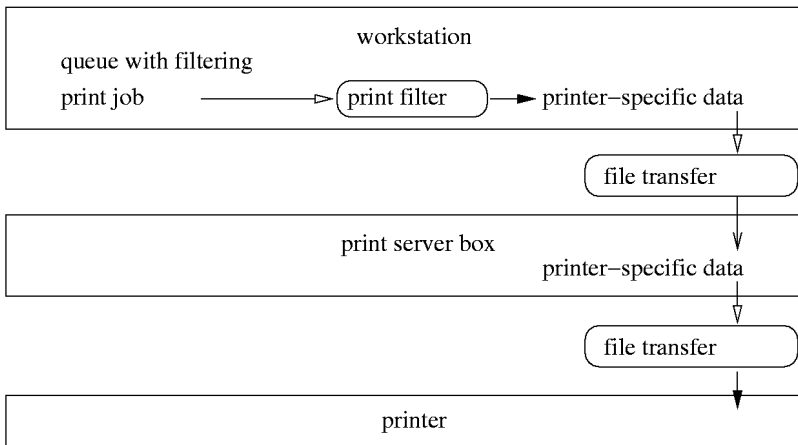 workstation
queue with filtering
print job
print filter
printer−specific data
file transfer
print server box
printer−specific data
file transfer
printer